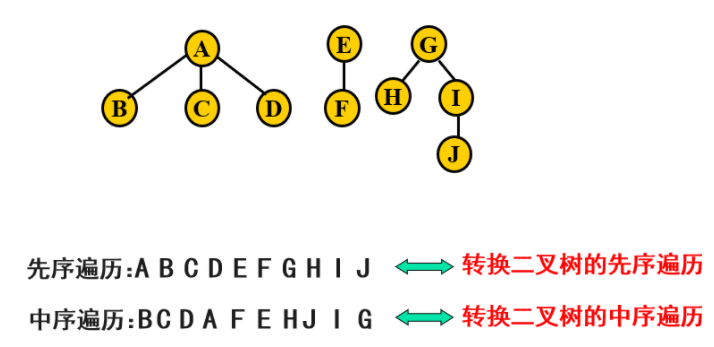 A E G
B C D F H I
J
先序遍历:A B C D E F G H I J 转换二叉树的先序遍历
中序遍历:B C D A F E H J I G 转换二叉树的中序遍历